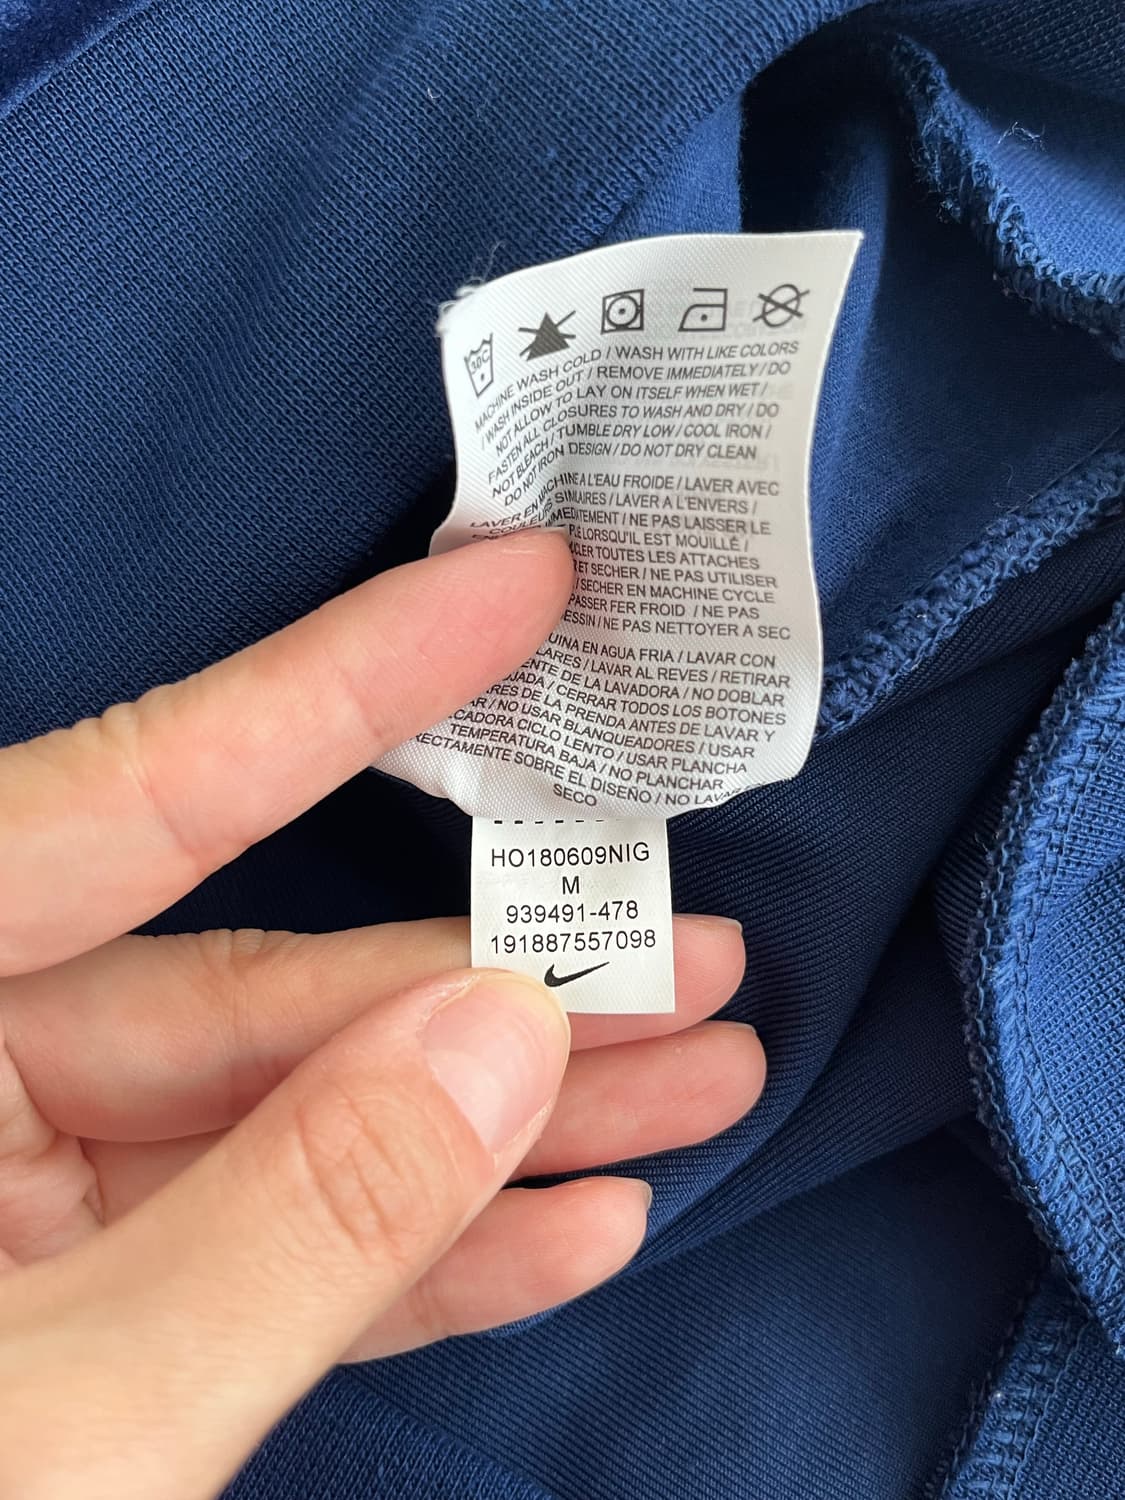 30C
MACHINE WASH COLD / WASH WITH LIKE COLORS
/ WASH INSIDE OUT / REMOVE IMMEDIATELY / DO
NOT ALLOW TO LAY ON ITSELF WHEN WET /
FASTEN ALL CLOSURES TO WASH AND DRY / DO
NOT BLEACH / TUMBLE DRY LOW / COOL IRON /
DO NOT IRON DESIGN / DO NOT DRY CLEAN
LAVER EN MACHINE A L'EAU FROIDE / LAVER AVEC
COULEURS SIMILAIRES / LAVER A L'ENVERS /
/ NE PAS LAISSER LE
LORSQU'IL EST MOUILLÉ /
TOUTES LES ATTACHES
ET SECHER / NE PAS UTILISER
/ SECHER EN MACHINE CYCLE
PASSER FER FROID / NE PAS
/ NE PAS NETTOYER A SEC
EN AGUA FRIA / LAVAR CON
/ LAVAR AL REVES / RETIRAR
DE LA LAVADORA / NO DOBLAR
/ CERRAR TODOS LOS BOTONES
DE LA PRENDA ANTES DE LAVAR Y
/ NO USAR BLANQUEADORES / USAR
CICLO LENTO / USAR PLANCHA
TEMPERATURA BAJA / NO PLANCHAR
SOBRE EL DISEÑO / NO LAVAR
SECO
HO180609NIG
M
939491-478
191887557098